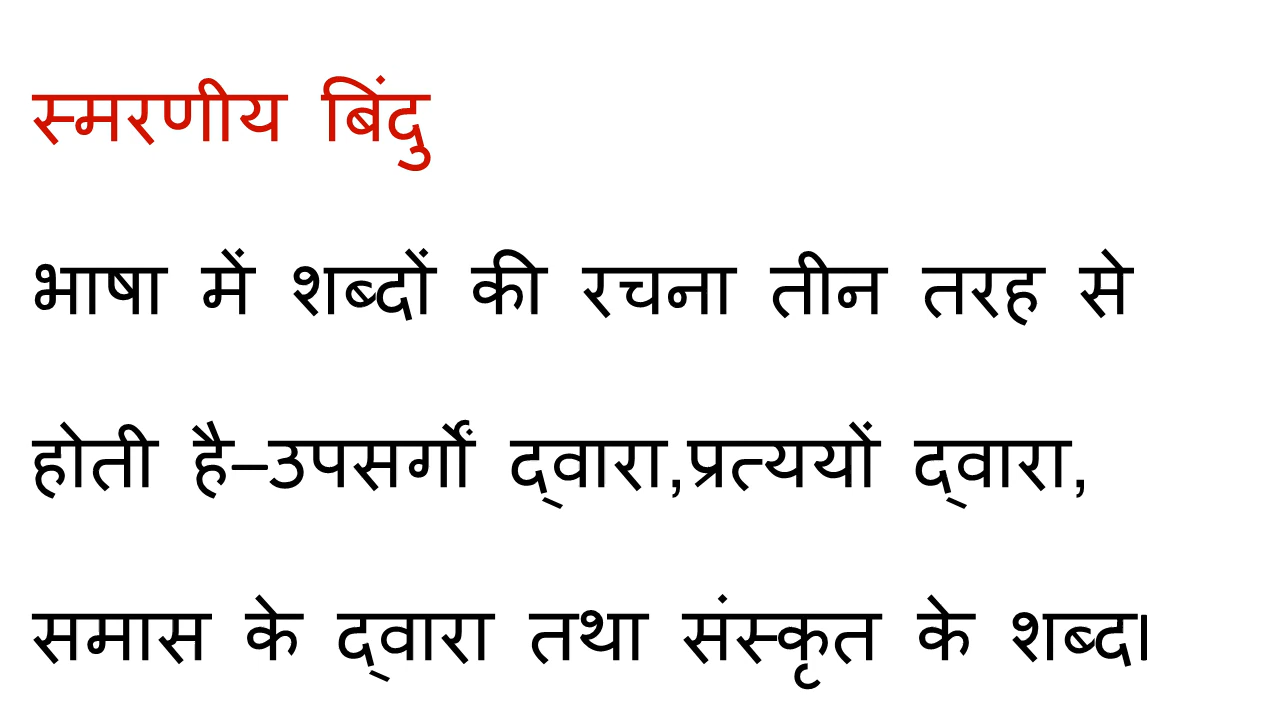 स्मरणीय बिंदु
भाषा में शब्दों की रचना तीन तरह से
होती है–उपसर्गों द्‌वारा,प्रत्ययों द्‌वारा,
समास के द्‌वारा तथा संस्कृत के शब्द।